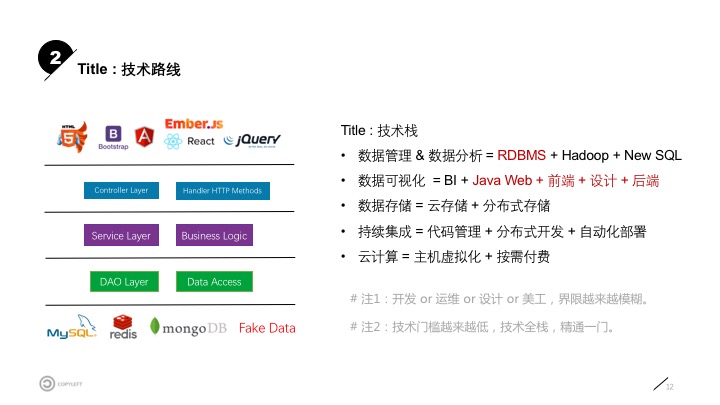 2
Title : 技术路线
HTML
5
B
Bootstrap
A
Ember.js
React
jQuery
Controller Layer
Handler HTTP Methods
Service Layer
Business Logic
DAO Layer
Data Access
MySQL
redis
mongoDB
Fake Data
Title : 技术栈
• 数据管理 & 数据分析 = RDBMS + Hadoop + New SQL
• 数据可视化 = BI + Java Web + 前端 + 设计 + 后端
• 数据存储 = 云存储 + 分布式存储
• 持续集成 = 代码管理 + 分布式开发 + 自动化部署
• 云计算 = 主机虚拟化 + 按需付费
# 注1：开发 or 运维 or 设计 or 美工，界限越来越模糊。
# 注2：技术门槛越来越低，技术全栈，精通一门。
COPYLEFT
12